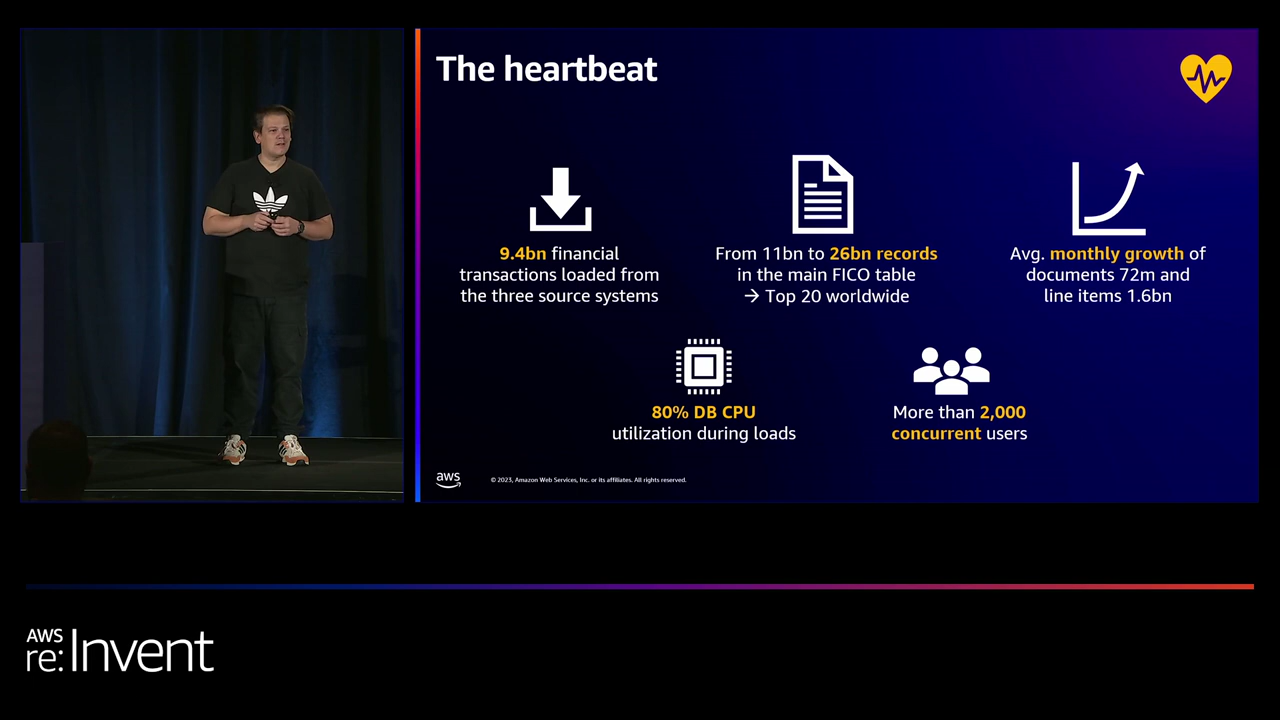 The heartbeat
9.4bn financial
transactions loaded from
the three source systems
From 11bn to 26bn records
in the main FICO table
→ Top 20 worldwide
Avg. monthly growth of
documents 72m and
line items 1.6bn
80% DB CPU
utilization during loads
More than 2,000
concurrent users
aws
© 2023, Amazon Web Services, Inc. or its affiliates. All rights reserved.
AWS
re:Invent